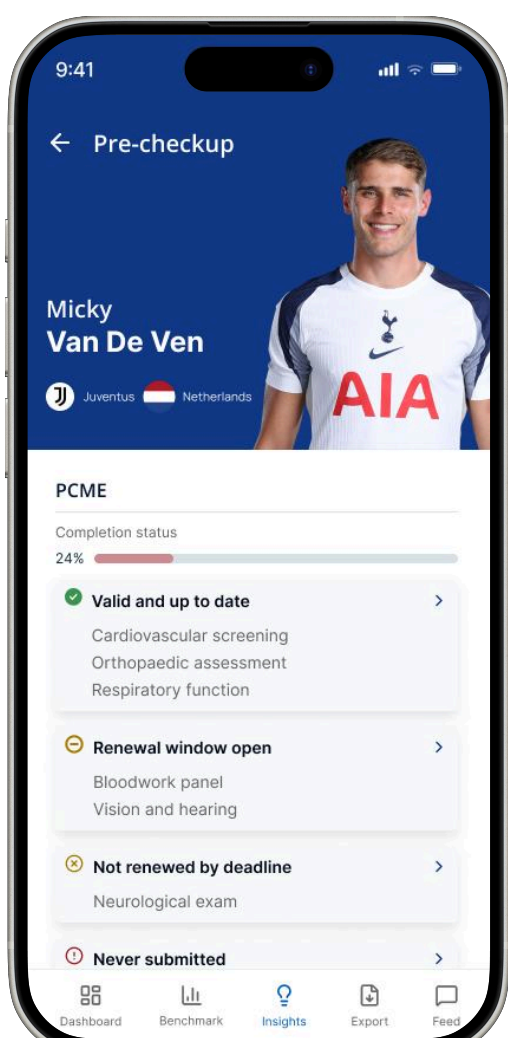 9:41
Pre-checkup
Micky
Van De Ven
Juventus Netherlands
AIA
PCME
Completion status
24%
Valid and up to date
Cardiovascular screening
Orthopaedic assessment
Respiratory function
Renewal window open
Bloodwork panel
Vision and hearing
Not renewed by deadline
Neurological exam
Never submitted
Dashboard Benchmark Insights Export Feed